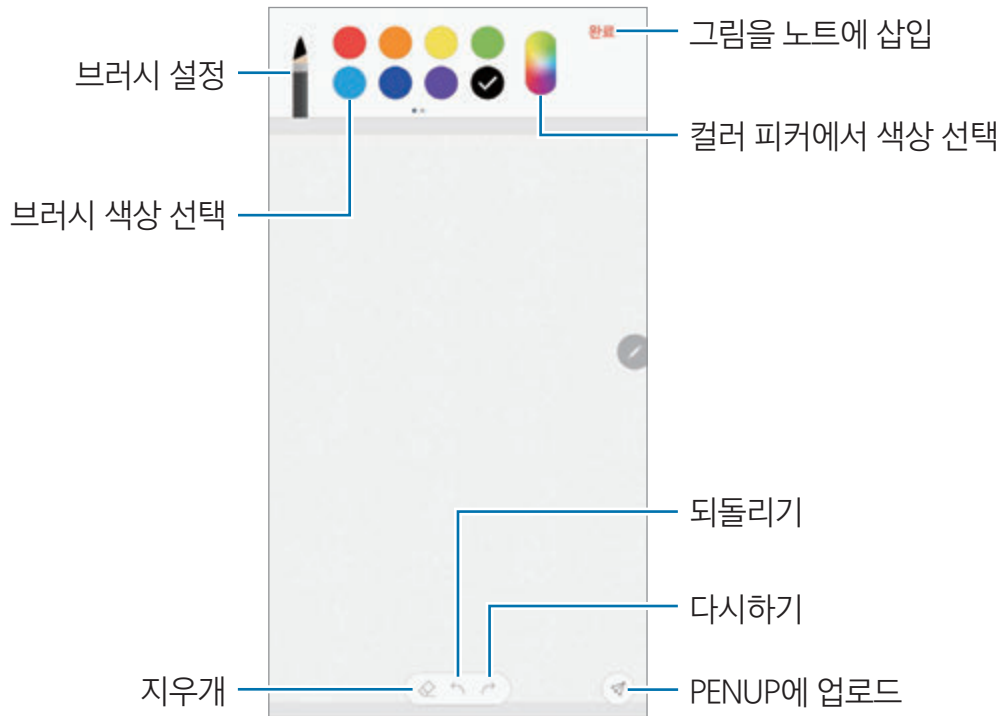 완료
그림을 노트에 삽입
브러시 설정
컬러 피커에서 색상 선택
브러시 색상 선택
되돌리기
다시하기
지우개
PENUP에 업로드